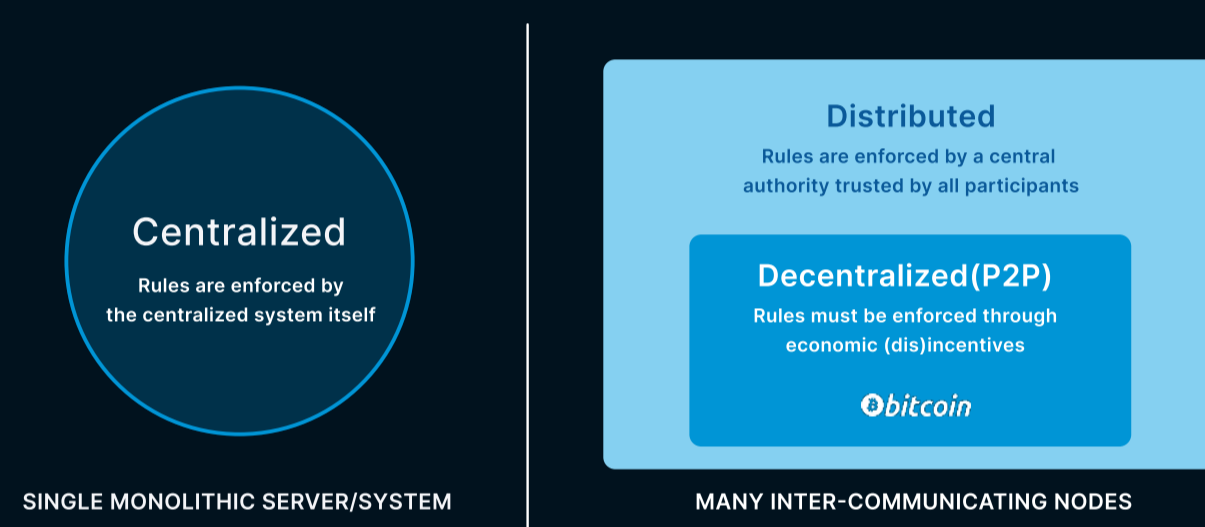 Centralized
Rules are enforced by
the centralized system itself
SINGLE MONOLITHIC SERVER/SYSTEM
Distributed
Rules are enforced by a central
authority trusted by all participants
Decentralized(P2P)
Rules must be enforced through
economic (dis)incentives
bitcoin
MANY INTER-COMMUNICATING NODES